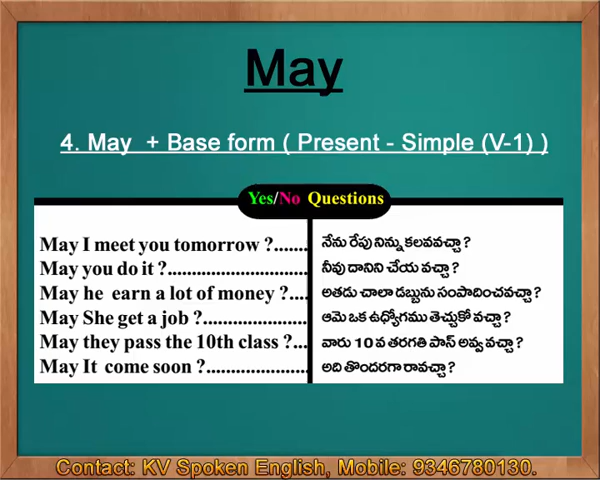 May
4. May + Base form ( Present - Simple (V-1) )
Yes/No Questions
May I meet you tomorrow ?....... నేను రేపు నిన్ను కలవవచ్చా?
May you do it ?............................. నీవు దానిని చేయ వచ్చా?
May he earn a lot of money ?.... అతడు చాలా డబ్బును సంపాదించవచ్చా?
May She get a job ?...................... ఆమె ఒక ఉధ్యోగము తెచ్చుకో వచ్చా?
May they pass the 10th class ?... వారు 10 వ తరగతి పాస్ అవ్వ వచ్చా?
May It come soon ?...................... అది తొందరగా రావచ్చా?
Contact: KV Spoken English, Mobile: 9346780130.